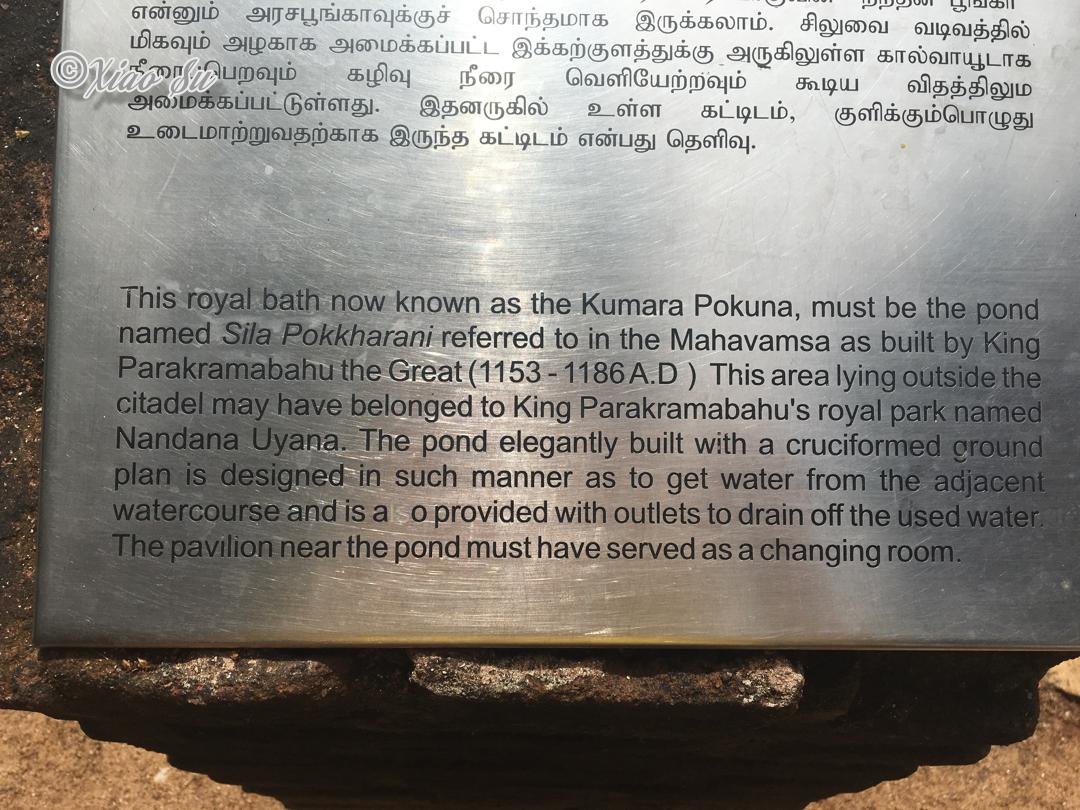 என்னும் அரசபூங்காவுக்குச் சொந்தமாக இருக்கலாம். சிலுவை வடிவத்தில்
மிகவும் அழகாக அமைக்கப்பட்ட இக்கற்குளத்துக்கு அருகிலுள்ள கால்வாயூடாக
©Xiao Su
நீரை பெறவும் கழிவு நீரை வெளியேற்றவும் கூடிய விதத்திலும
அமைக்கப்பட்டுள்ளது. இதனருகில் உள்ள கட்டிடம், குளிக்கும்பொழுது
உடைமாற்றுவதற்காக இருந்த கட்டிடம் என்பது தெளிவு.
This royal bath now known as the Kumara Pokuna, must be the pond
named Sila Pokkharani referred to in the Mahavamsa as built by King
Parakramabahu the Great (1153 - 1186 A.D ) This area lying outside the
citadel may have belonged to King Parakramabahu's royal park named
Nandana Uyana. The pond elegantly built with a cruciformed ground
plan is designed in such manner as to get water from the adjacent
watercourse and is a o provided with outlets to drain off the used water.
The pavilion near the pond must have served as a changing room.